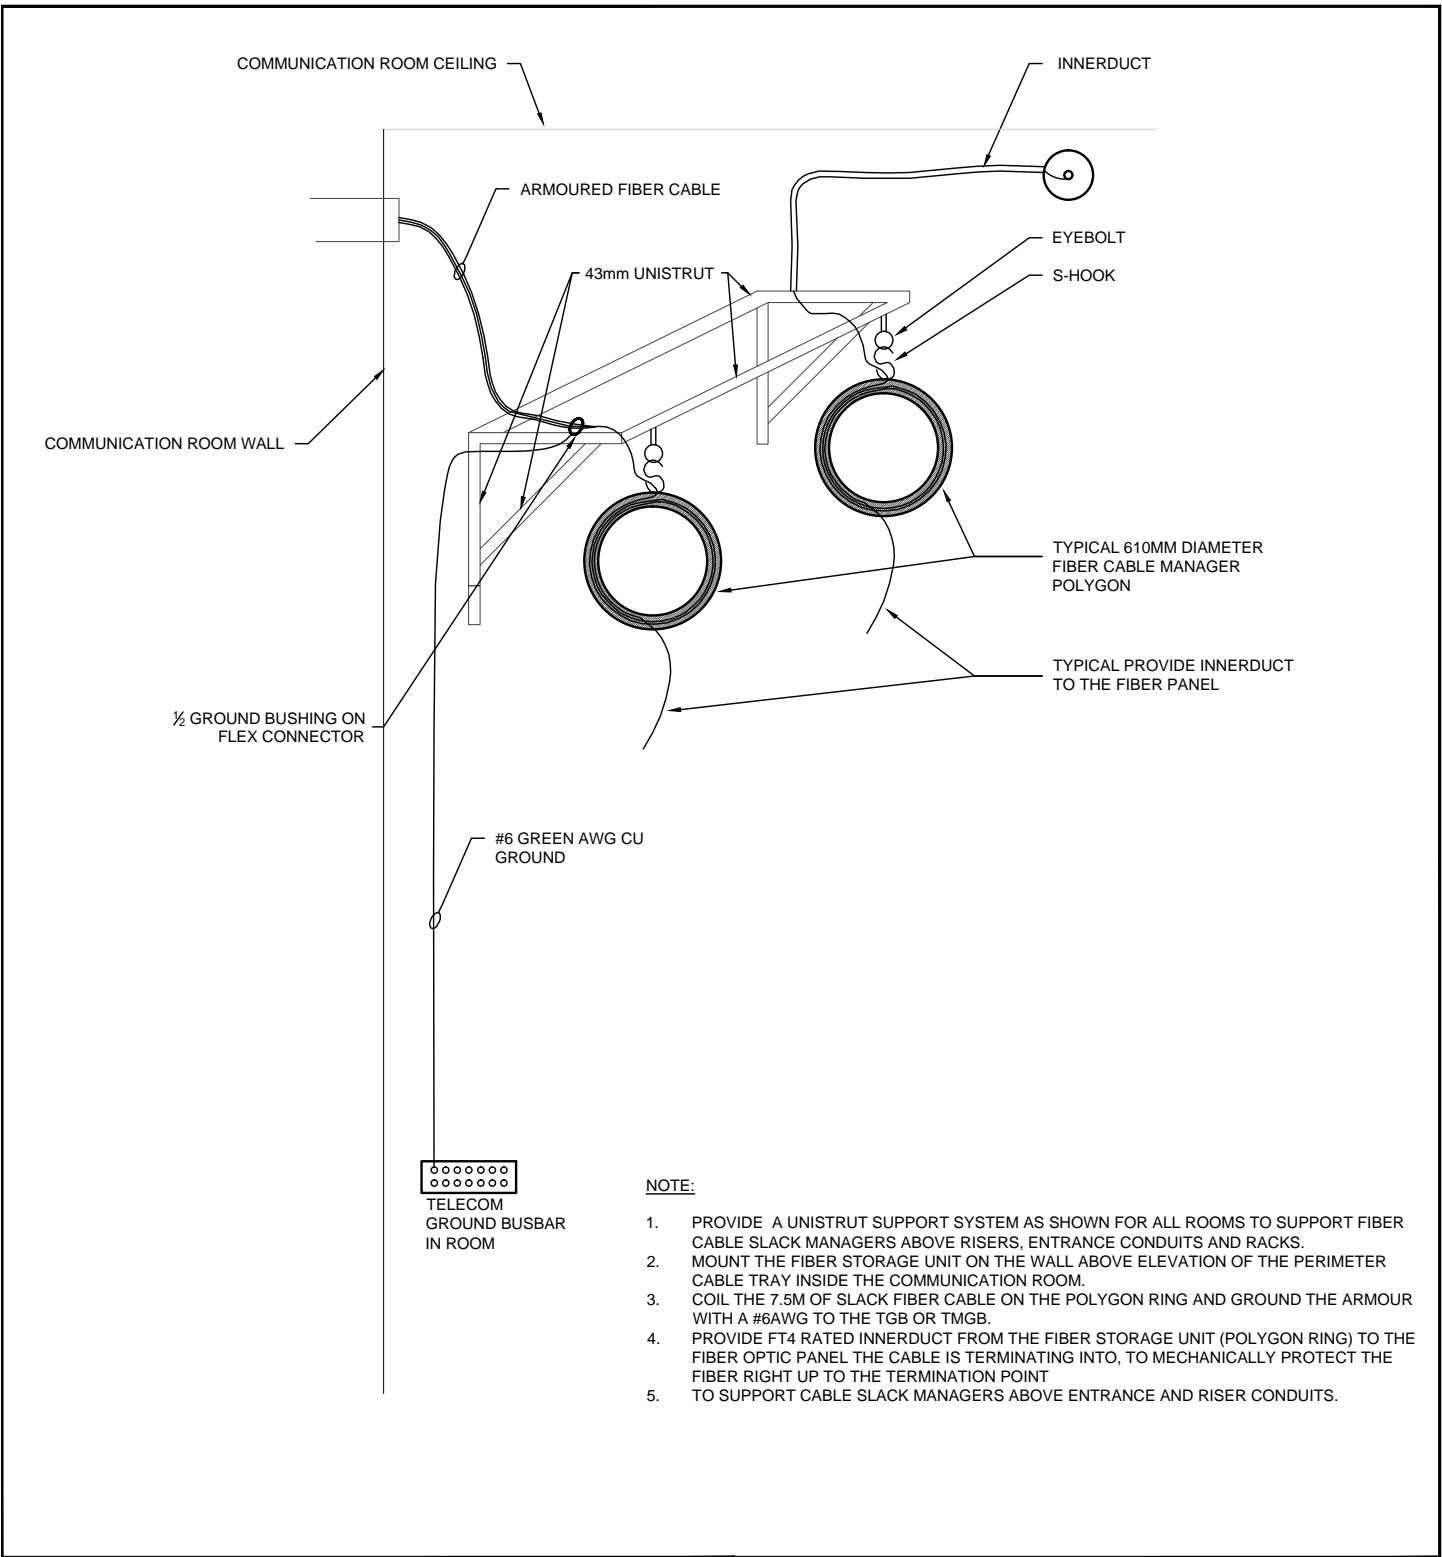 COMMUNICATION ROOM CEILING
INNERDUCT
ARMOURED FIBER CABLE
EYEBOLT
43mm UNISTRUT
S-HOOK
COMMUNICATION ROOM WALL
TYPICAL 610MM DIAMETER
FIBER CABLE MANAGER
POLYGON
TYPICAL PROVIDE INNERDUCT
TO THE FIBER PANEL
½ GROUND BUSHING ON
FLEX CONNECTOR
#6 GREEN AWG CU
GROUND
TELECOM
GROUND BUSBAR
IN ROOM
NOTE:
1. PROVIDE A UNISTRUT SUPPORT SYSTEM AS SHOWN FOR ALL ROOMS TO SUPPORT FIBER
CABLE SLACK MANAGERS ABOVE RISERS, ENTRANCE CONDUITS AND RACKS.
2. MOUNT THE FIBER STORAGE UNIT ON THE WALL ABOVE ELEVATION OF THE PERIMETER
CABLE TRAY INSIDE THE COMMUNICATION ROOM.
3. COIL THE 7.5M OF SLACK FIBER CABLE ON THE POLYGON RING AND GROUND THE ARMOUR
WITH A #6AWG TO THE TGB OR TMGB.
4. PROVIDE FT4 RATED INNERDUCT FROM THE FIBER STORAGE UNIT (POLYGON RING) TO THE
FIBER OPTIC PANEL THE CABLE IS TERMINATING INTO, TO MECHANICALLY PROTECT THE
FIBER RIGHT UP TO THE TERMINATION POINT
5. TO SUPPORT CABLE SLACK MANAGERS ABOVE ENTRANCE AND RISER CONDUITS.